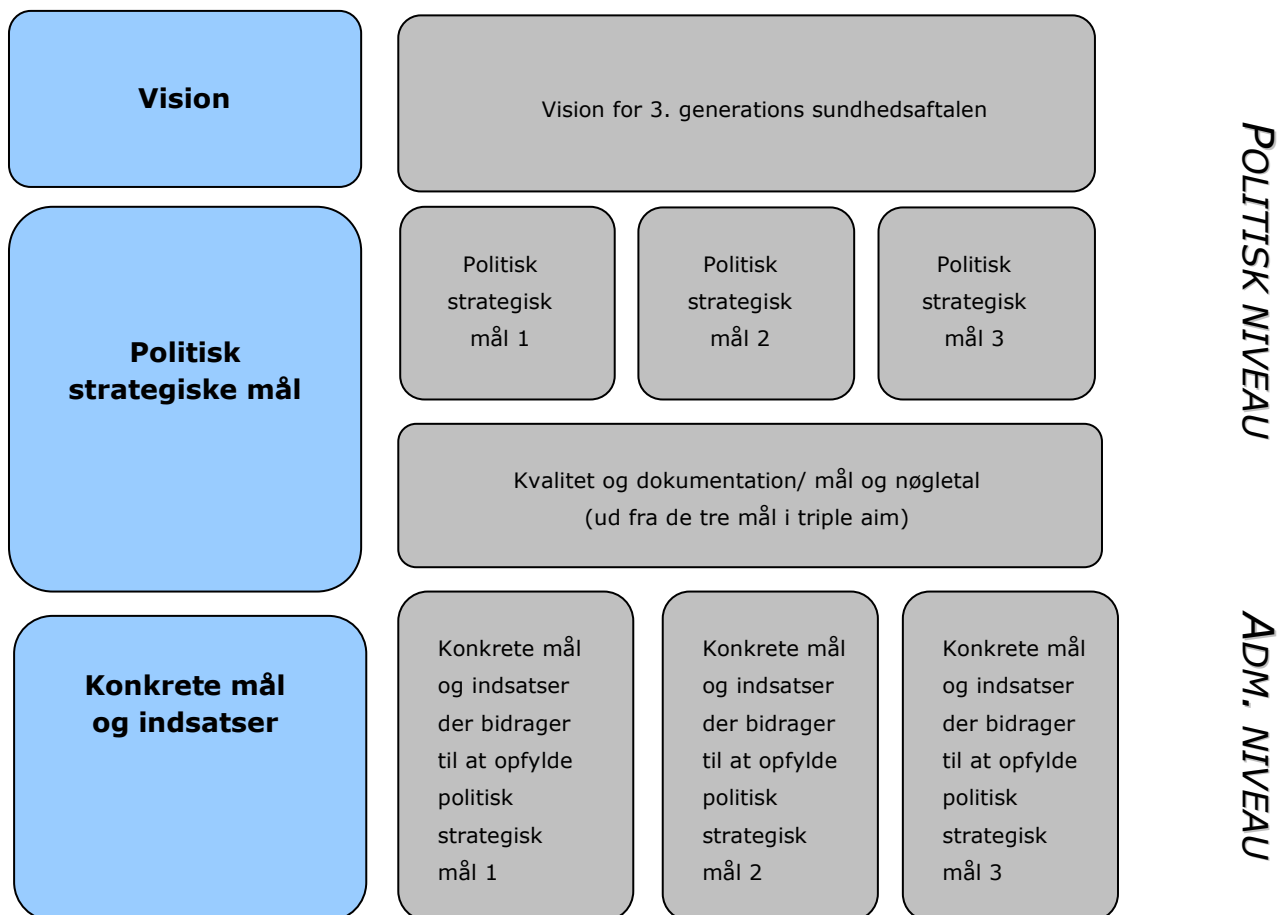 Vision
Vision for 3. generations sundhedsaftalen
Politisk
strategiske mål
Politisk
strategisk
mål 1
Politisk
strategisk
mål 2
Politisk
strategisk
mål 3
Kvalitet og dokumentation/ mål og nøgletal
(ud fra de tre mål i triple aim)
Konkrete mål
og indsatser
Konkrete mål
og indsatser
der bidrager
til at opfylde
politisk
strategisk
mål 1
Konkrete mål
og indsatser
der bidrager
til at opfylde
politisk
strategisk
mål 2
Konkrete mål
og indsatser
der bidrager
til at opfylde
politisk
strategisk
mål 3
POLITISK NIVEAU
ADM. NIVEAU